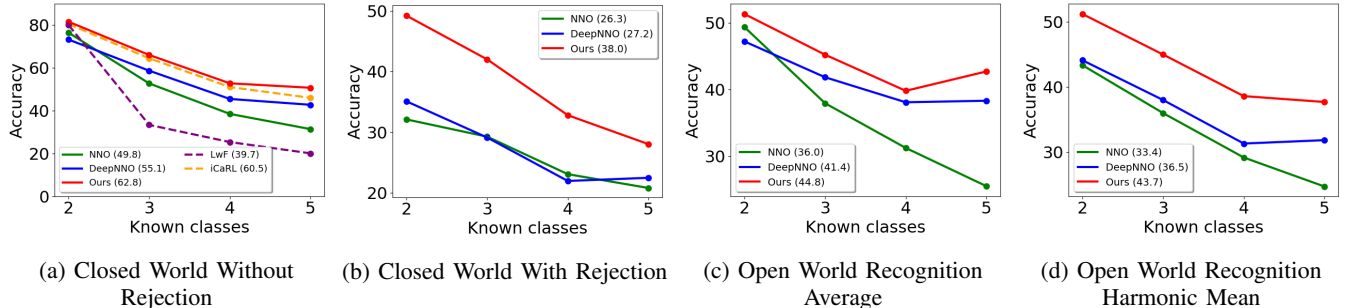 80
60
40
20
0
Accuracy
NNO (49.8)
DeepNNO (55.1)
Ours (62.8)
LwF (39.7)
iCaRL (60.5)
2 3 4 5
Known classes
(a) Closed World Without
Rejection
50
40
30
20
Accuracy
NNO (26.3)
DeepNNO (27.2)
Ours (38.0)
2 3 4 5
Known classes
(b) Closed World With Rejection
50
40
30
Accuracy
NNO (36.0)
DeepNNO (41.4)
Ours (44.8)
2 3 4 5
Known classes
(c) Open World Recognition
Average
50
40
30
Accuracy
NNO (33.4)
DeepNNO (36.5)
Ours (43.7)
2 3 4 5
Known classes
(d) Open World Recognition
Harmonic Mean